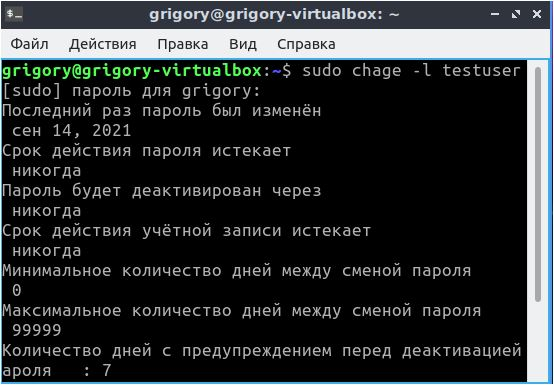 grigory@grigory-virtualbox: ~
Файл Действия Правка Вид Справка
grigory@grigory-virtualbox:~$ sudo chage -l testuser
[sudo] пароль для grigory:
Последний раз пароль был изменён
сен 14, 2021
Срок действия пароля истекает
никогда
Пароль будет деактивирован через
никогда
Срок действия учётной записи истекает
никогда
Минимальное количество дней между сменой пароля
0
Максимальное количество дней между сменой пароля
99999
Количество дней с предупреждением перед деактивацией
ароля : 7